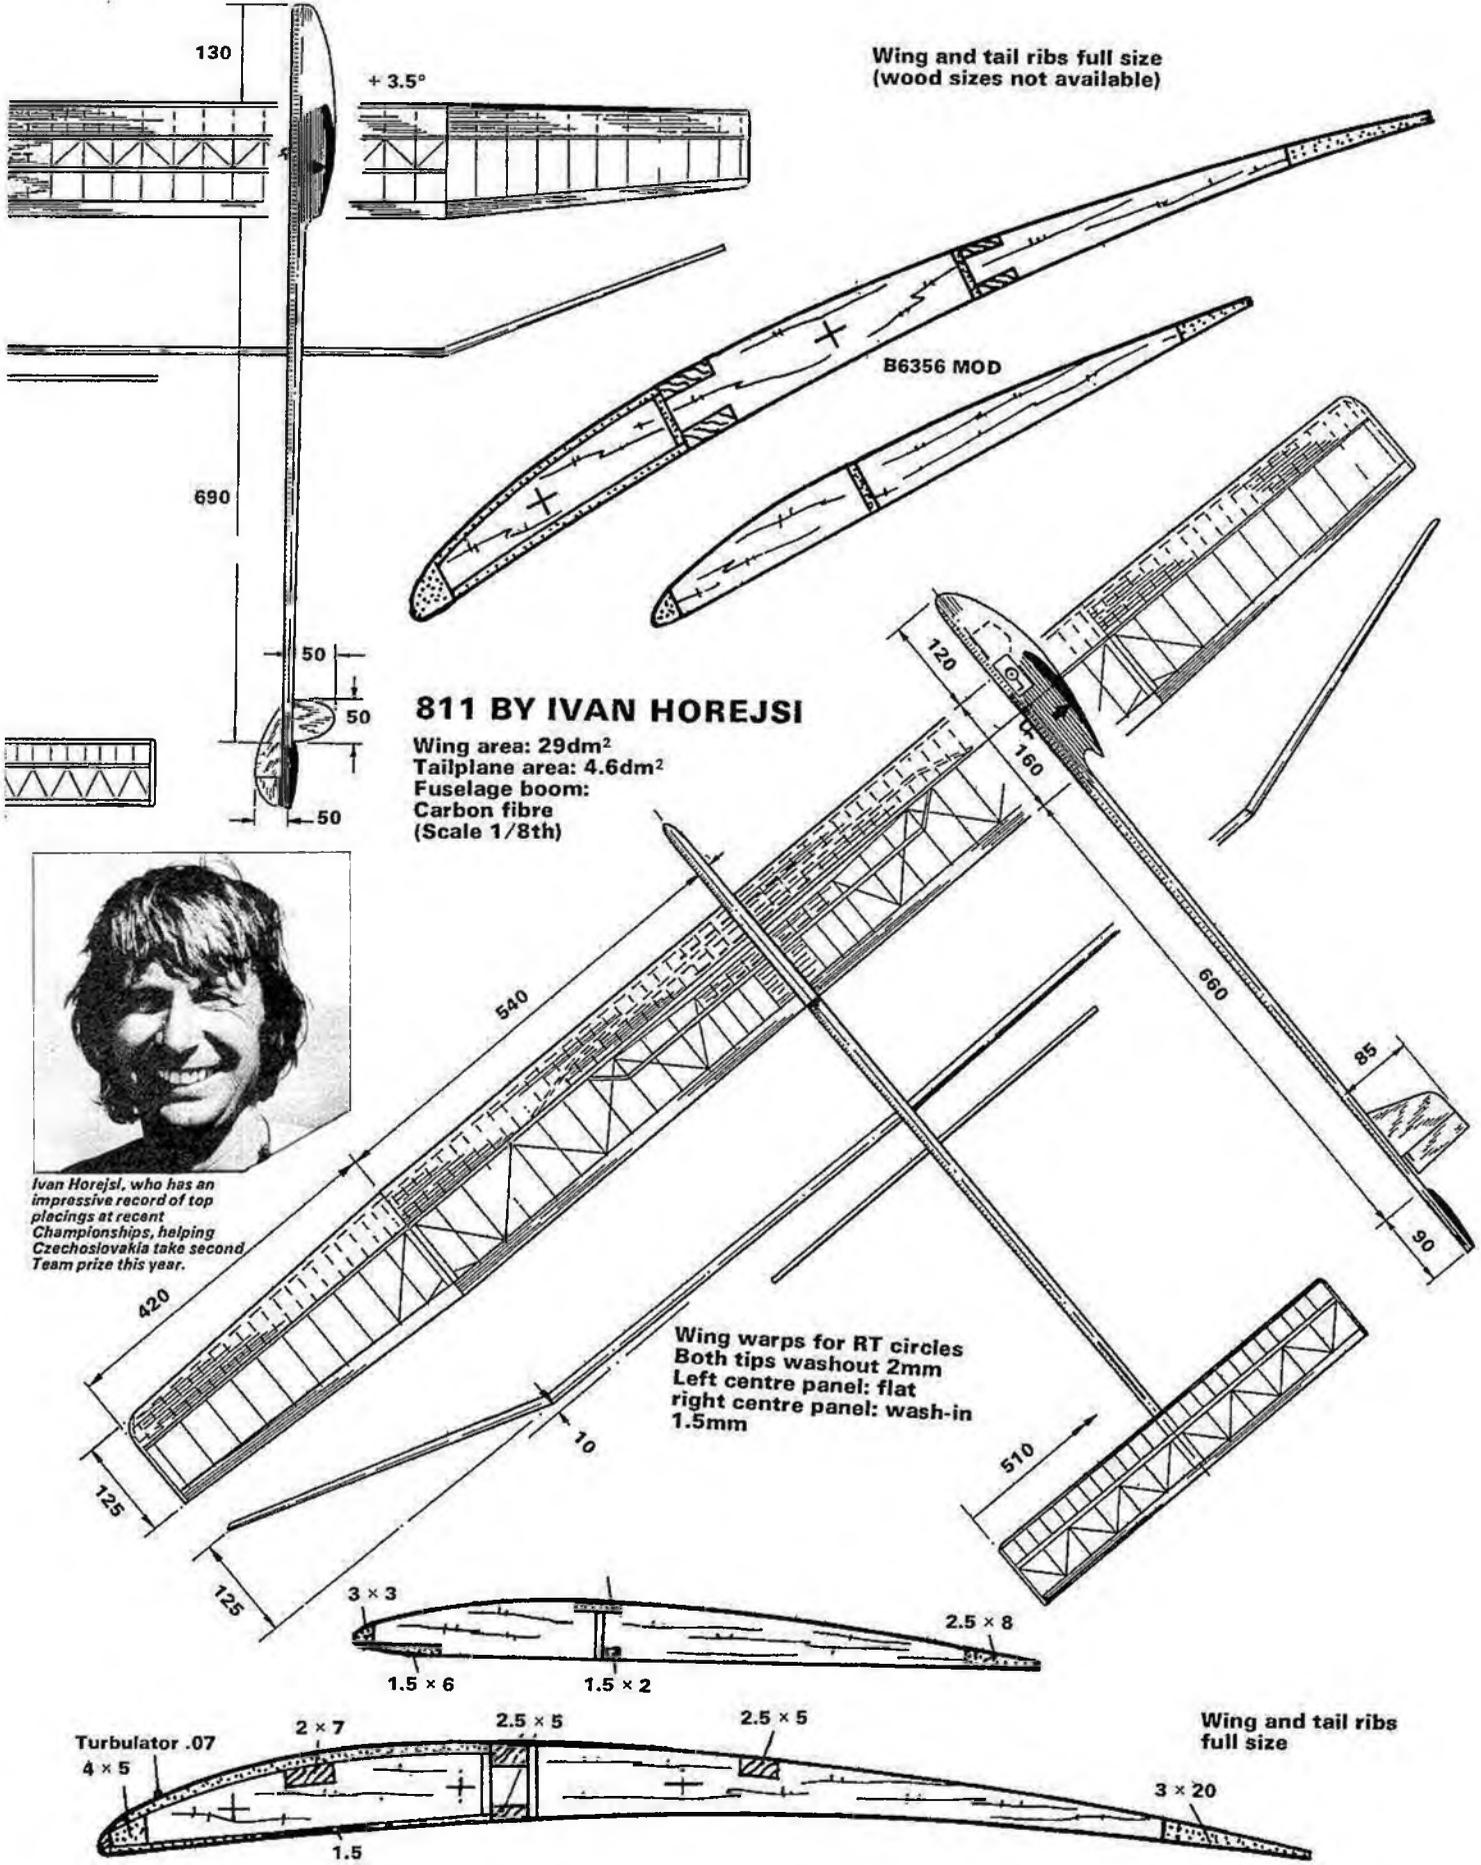 130
+ 3.5°
Wing and tail ribs full size
(wood sizes not available)
B6356 MOD
690
50
50
50
811 BY IVAN HOREJSI
Wing area: 29dm²
Tailplane area: 4.6dm²
Fuselage boom:
Carbon fibre
(Scale 1/8th)
120
160
660
85
90
540
420
125
Ivan Horejsi, who has an
impressive record of top
placings at recent
Championships, helping
Czechoslovakia take second
Team prize this year.
Wing warps for RT circles
Both tips washout 2mm
Left centre panel: flat
right centre panel: wash-in
1.5mm
10
510
125
3 × 3
2.5 × 8
1.5 × 6
1.5 × 2
Turbulator .07
4 × 5
2 × 7
2.5 × 5
2.5 × 5
Wing and tail ribs
full size
3 × 20
1.5